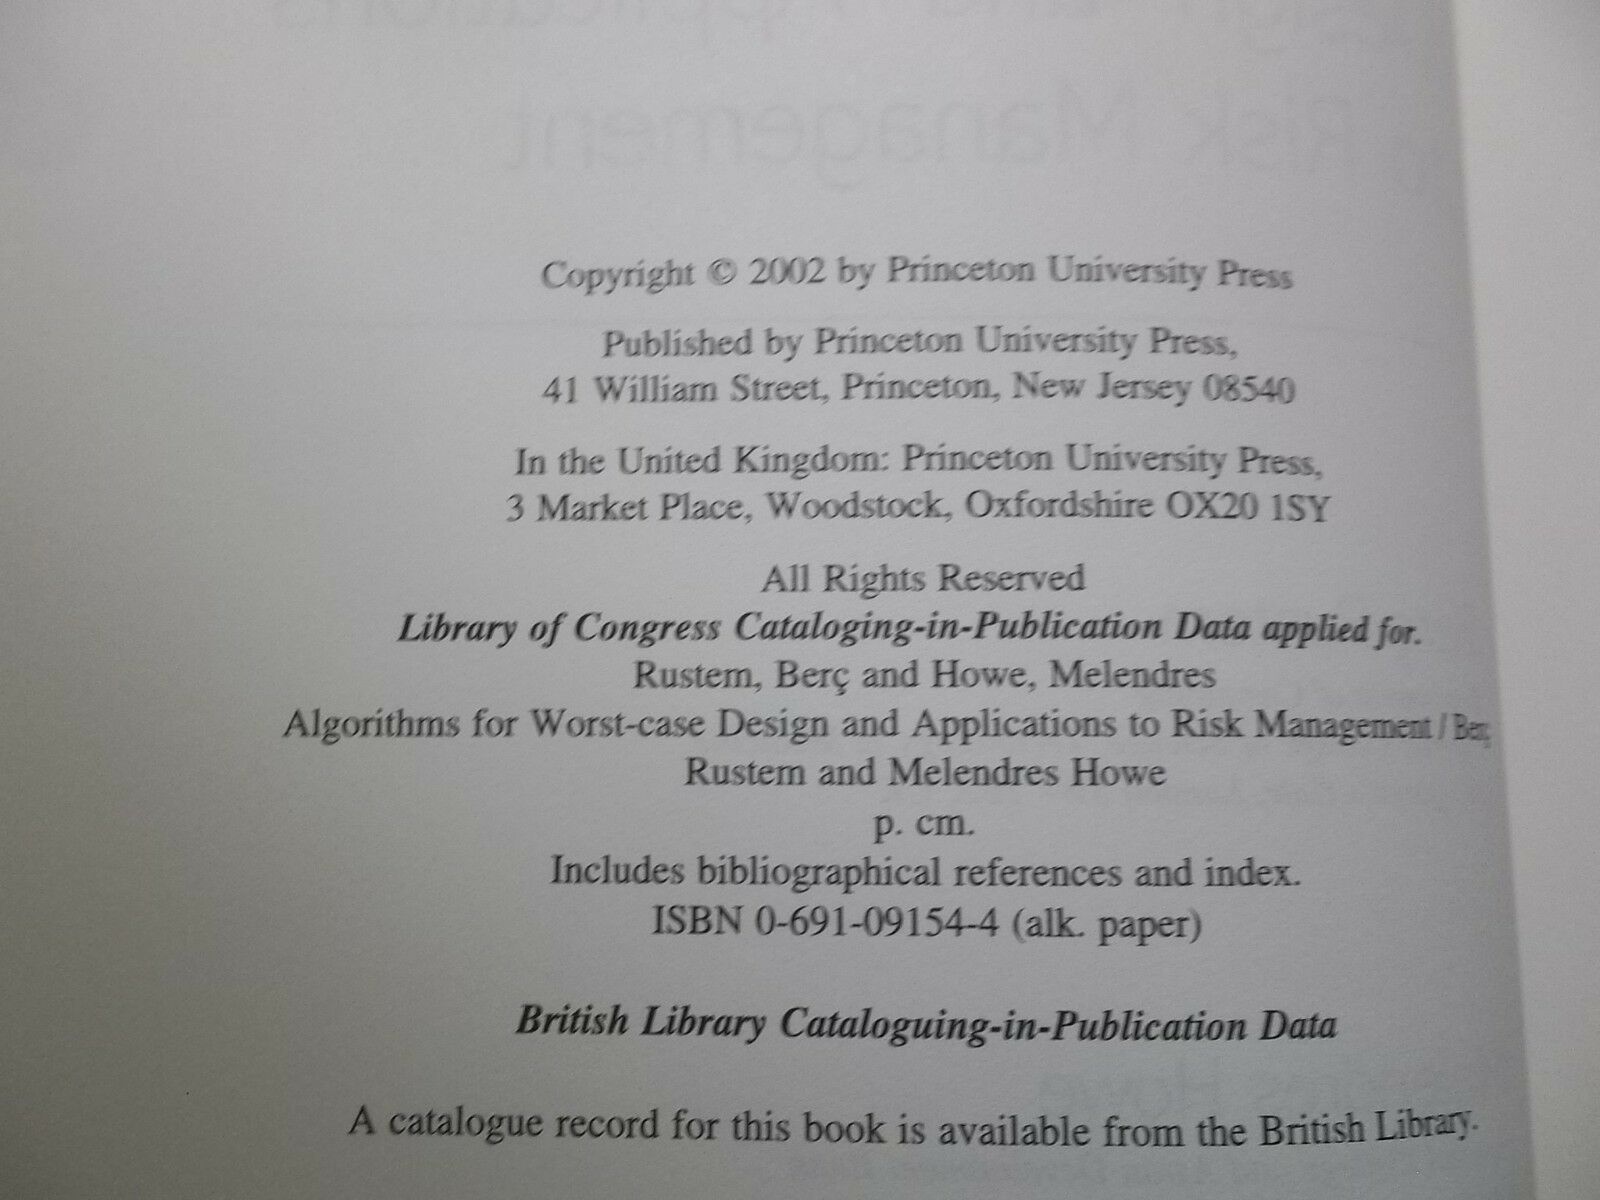 Copyright © 2002 by Princeton University Press
Published by Princeton University Press,
41 William Street, Princeton, New Jersey 08540
In the United Kingdom: Princeton University Press,
3 Market Place, Woodstock, Oxfordshire OX20 1SY
All Rights Reserved
Library of Congress Cataloging-in-Publication Data applied for.
Rustem, Berç and Howe, Melendres
Algorithms for Worst-case Design and Applications to Risk Management / Berç
Rustem and Melendres Howe
p. cm.
Includes bibliographical references and index.
ISBN 0-691-09154-4 (alk. paper)
British Library Cataloguing-in-Publication Data
A catalogue record for this book is available from the British Library.